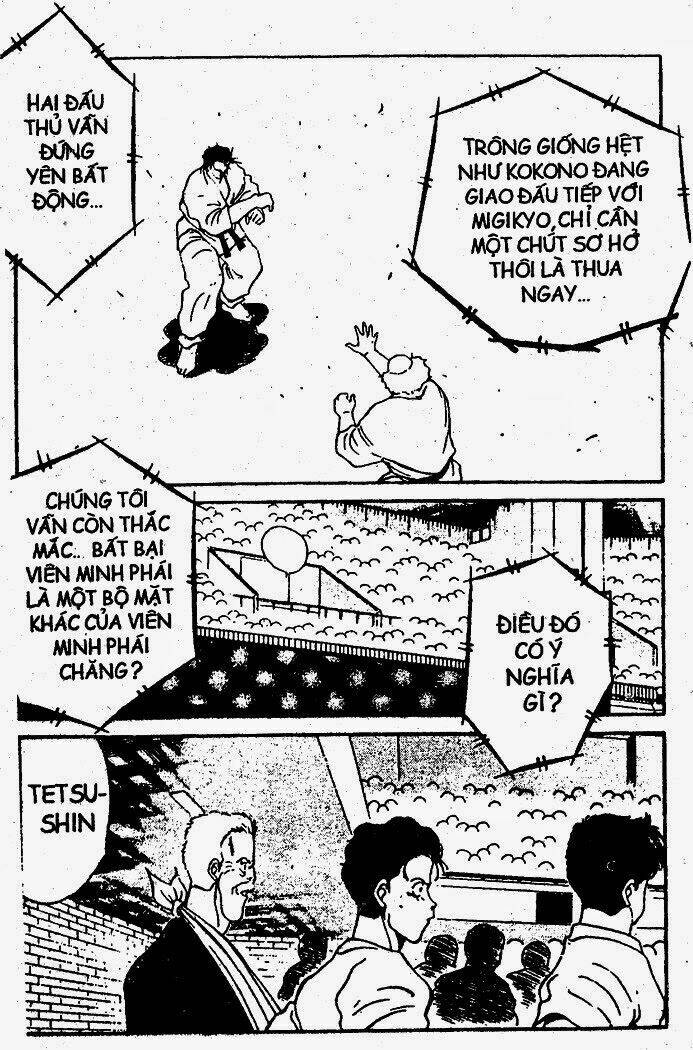 HAI ĐẤU
THỦ VẪN
ĐỨNG
YÊN BẤT
ĐỘNG...
TRÔNG GIỐNG HỆT
NHƯ KOKONO ĐANG
GIAO ĐẤU TIẾP VỚI
MIGIKYO, CHỈ CẦN
MỘT CHÚT SƠ HỞ
THÔI LÀ THUA
NGAY...
CHÚNG TÔI
VẪN CÒN THẮC
MẮC... BẤT BẠI
VIÊN MINH PHÁI
LÀ MỘT BỘ MẶT
KHÁC CỦA VIÊN
MINH PHÁI
CHĂNG?
ĐIỀU ĐÓ
CÓ Ý
NGHĨA
GÌ?
TETSU-
SHIN